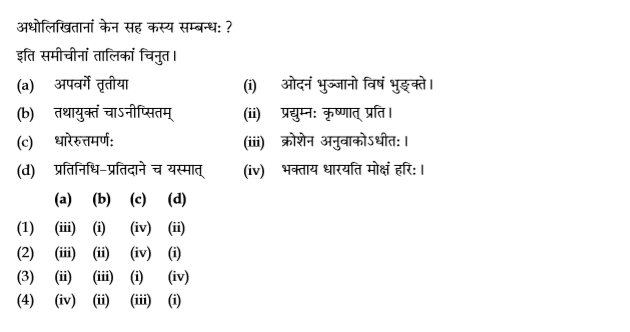 अधोलिखितानां केन सह कस्य सम्बन्धः ?
इति समीचीनां तालिकां चिनुत।
(a) अपवर्गे तृतीया (i) ओदनं भुञ्जानो विषं भुङ्क्ते।
(b) तथायुक्तं चाऽनीप्सितम् (ii) प्रद्युम्नः कृष्णात् प्रति।
(c) धारेरुत्तमर्णः (iii) क्रोशेन अनुवाकोऽधीतः।
(d) प्रतिनिधि-प्रतिदाने च यस्मात् (iv) भक्ताय धारयति मोक्षं हरिः।
(a) (b) (c) (d)
(1) (iii) (i) (iv) (ii)
(2) (iii) (ii) (iv) (i)
(3) (ii) (iii) (i) (iv)
(4) (iv) (ii) (iii) (i)